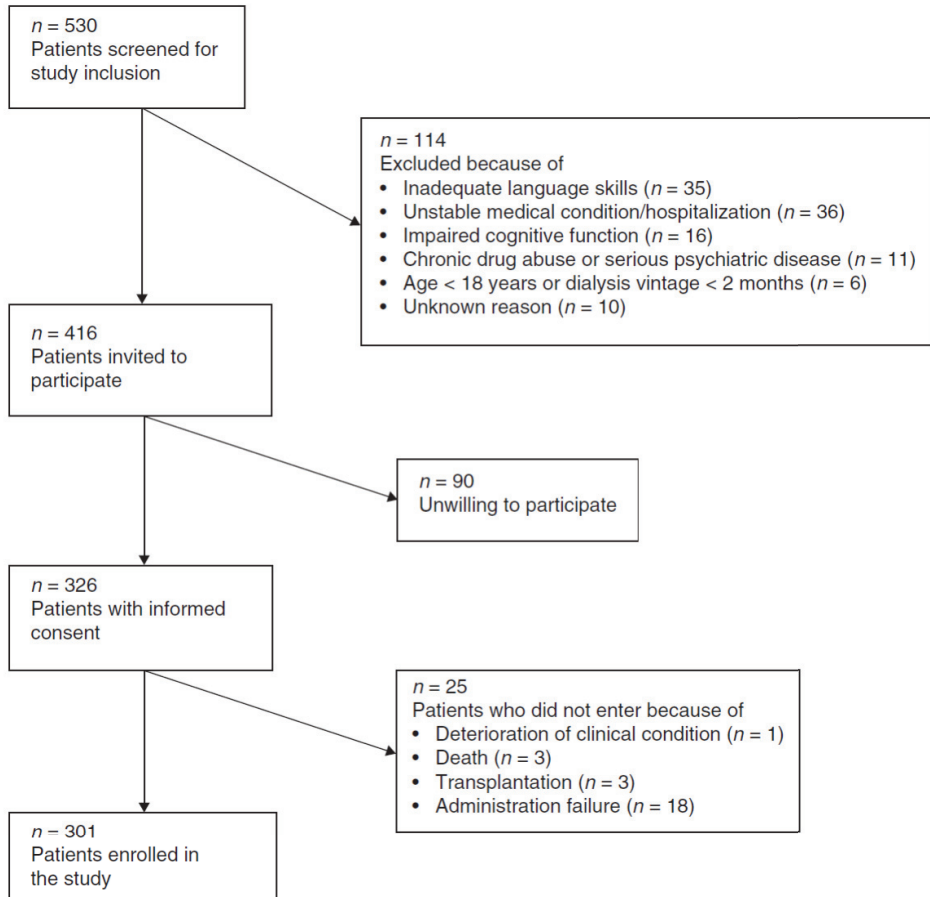 n = 530
Patients screened for
study inclusion
n = 114
Excluded because of
• Inadequate language skills (n = 35)
• Unstable medical condition/hospitalization (n = 36)
• Impaired cognitive function (n = 16)
• Chronic drug abuse or serious psychiatric disease (n = 11)
• Age < 18 years or dialysis vintage < 2 months (n = 6)
• Unknown reason (n = 10)
n = 416
Patients invited to
participate
n = 90
Unwilling to participate
n = 326
Patients with informed
consent
n = 25
Patients who did not enter because of
• Deterioration of clinical condition (n = 1)
• Death (n = 3)
• Transplantation (n = 3)
• Administration failure (n = 18)
n = 301
Patients enrolled in
the study